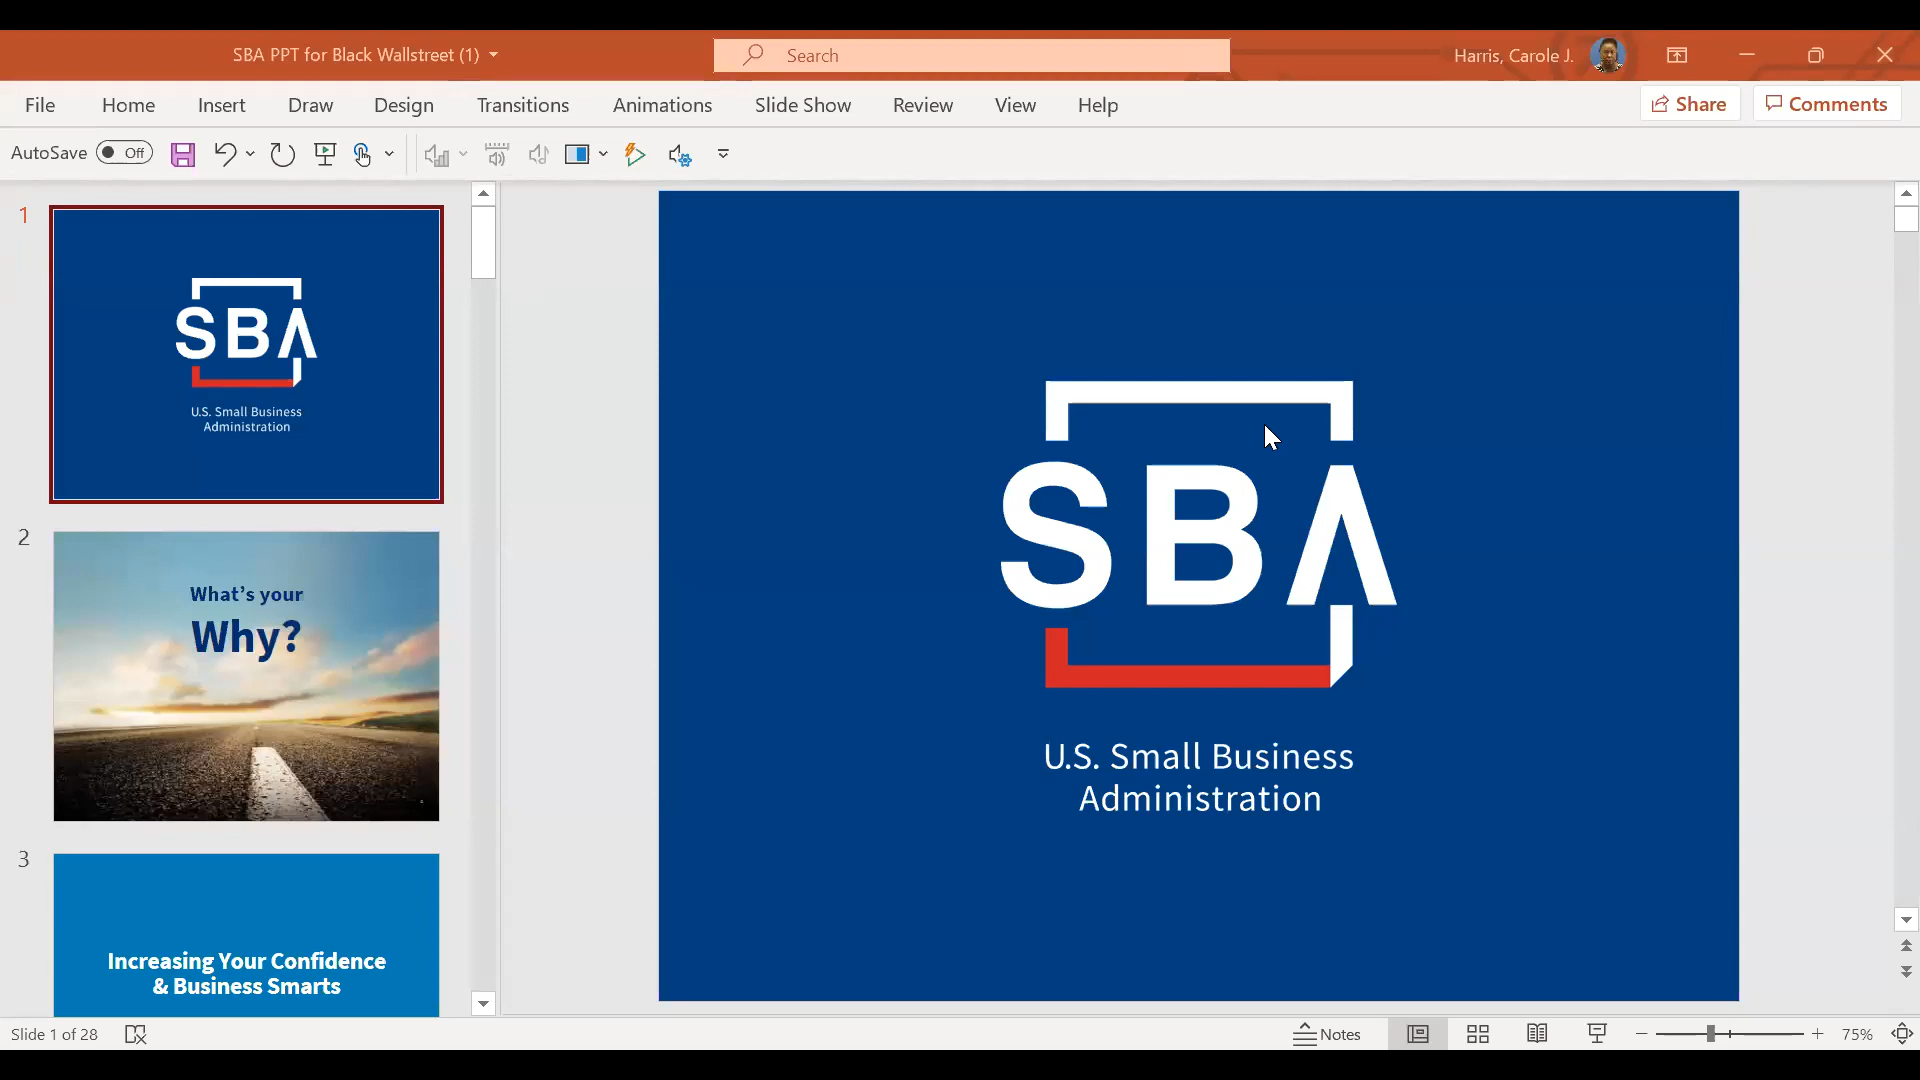 SBA PPT for Black Wallstreet (1)
Search
Harris, Carole J.
File Home Insert Draw Design Transitions Animations Slide Show Review View Help
Share
Comments
AutoSave Off
1
SBA
U.S. Small Business
Administration
2
What's your
Why?
3
Increasing Your Confidence
& Business Smarts
SBA
U.S. Small Business
Administration
Slide 1 of 28
Notes
75%